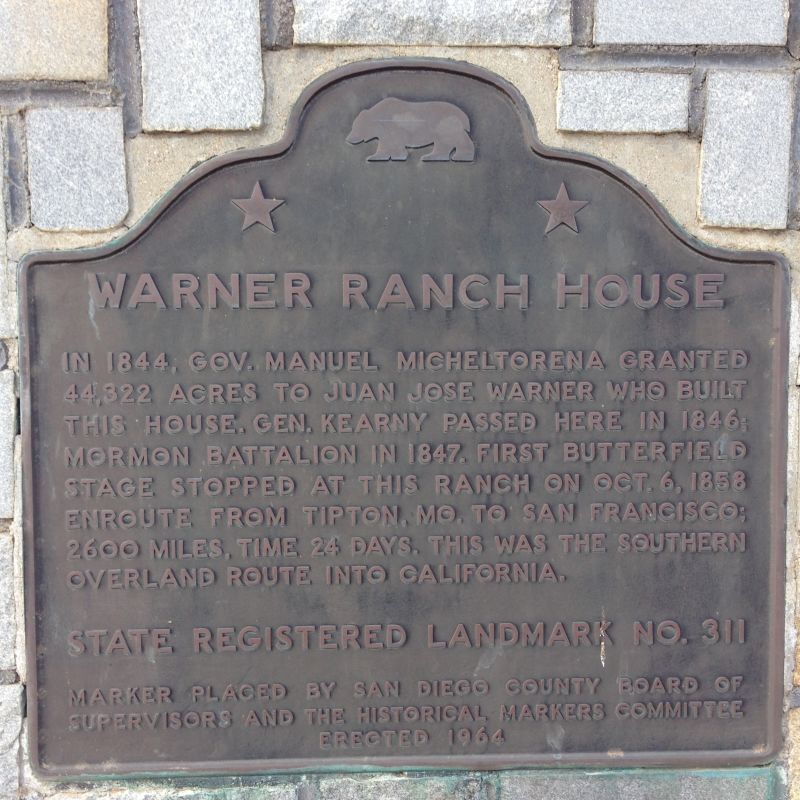 WARNER RANCH HOUSE
IN 1844, GOV. MANUEL MICHELTORENA GRANTED
44,322 ACRES TO JUAN JOSE WARNER WHO BUILT
THIS HOUSE. GEN. KEARNY PASSED HERE IN 1846;
MORMON BATTALION IN 1847. FIRST BUTTERFIELD
STAGE STOPPED AT THIS RANCH ON OCT. 6, 1858
ENROUTE FROM TIPTON, MO. TO SAN FRANCISCO;
2600 MILES, TIME, 24 DAYS. THIS WAS THE SOUTHERN
OVERLAND ROUTE INTO CALIFORNIA.
STATE REGISTERED LANDMARK NO. 311
MARKER PLACED BY SAN DIEGO COUNTY BOARD OF
SUPERVISORS AND THE HISTORICAL MARKERS COMMITTEE
ERECTED 1964